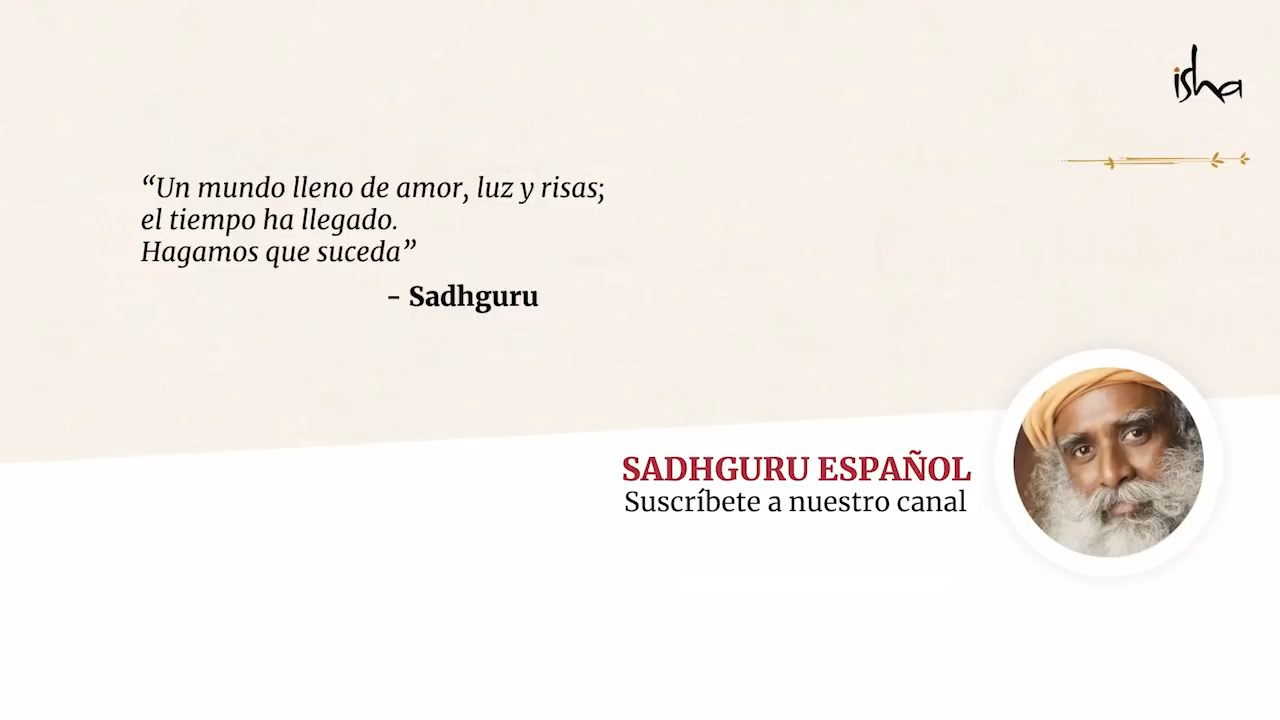 isha
“Un mundo lleno de amor, luz y risas;
el tiempo ha llegado.
Hagamos que suceda”
- Sadhguru
SADHGURU ESPAÑOL
Suscríbete a nuestro canal